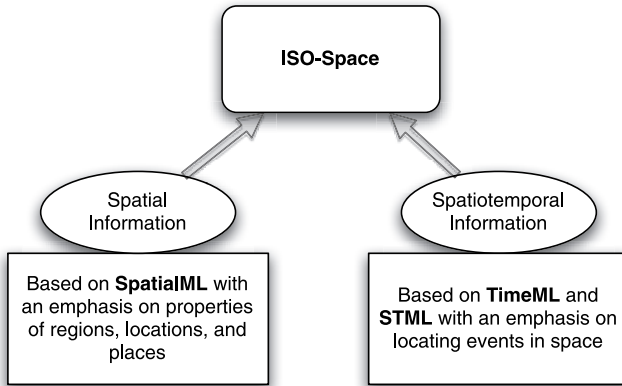 ISO-Space
Spatial
Information
Spatiotemporal
Information
Based on SpatialML with
an emphasis on properties
of regions, locations, and
places
Based on TimeML and
STML with an emphasis on
locating events in space